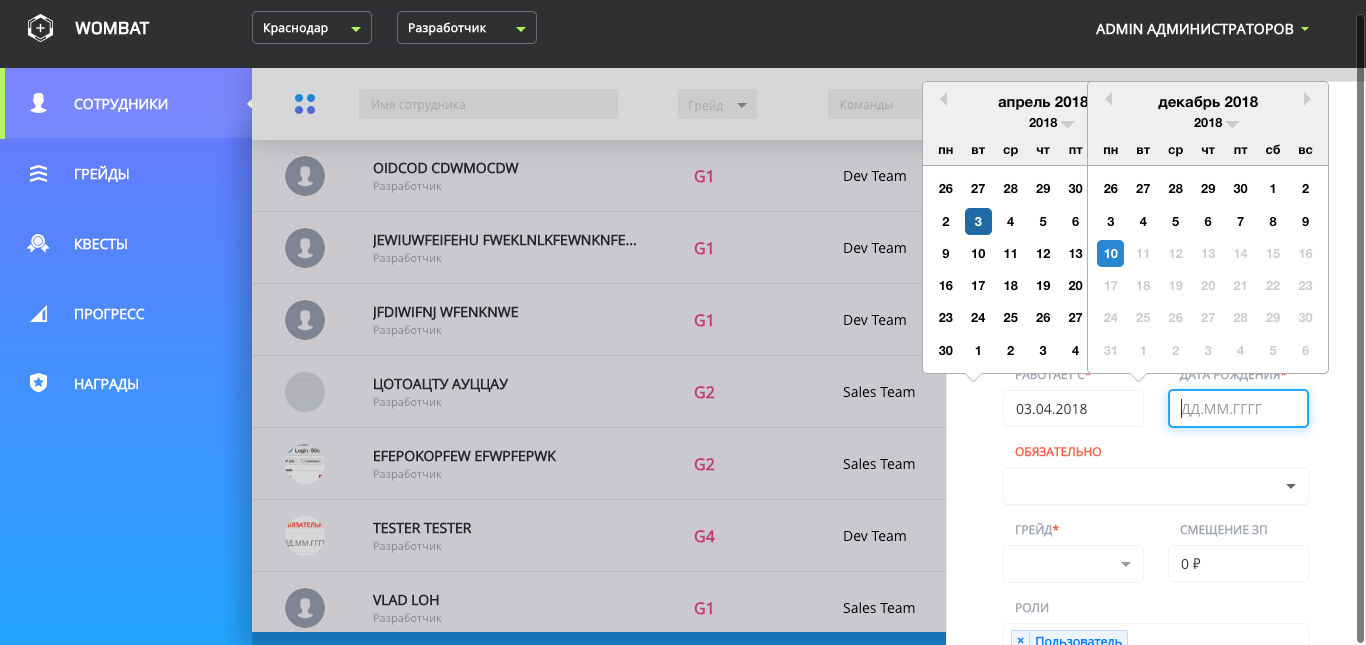 WOMBAT
Краснодар
Разработчик
ADMIN АДМИНИСТРАТОРОВ
СОТРУДНИКИ
ГРЕЙДЫ
КВЕСТЫ
ПРОГРЕСС
НАГРАДЫ
Имя сотрудника
Грейд
Команды
OIDCOD CDWMOCDW
Разработчик
G1
Dev Team
JEWIUWFEIFEHU FWEKLNLKFEWNKNFE...
Разработчик
G1
Dev Team
JFDIWIFNJ WFENKNWE
Разработчик
G1
Dev Team
ЦОТОАЦТУ АУЦЦАУ
Разработчик
G2
Sales Team
Login. 50
EFEPOKOPFEW EFWPFEPWK
Разработчик
G2
Sales Team
ЯЗАТЕЛЬН
ДД.ММ.ГГГГ
TESTER TESTER
Разработчик
G4
Dev Team
VLAD LOH
Разработчик
G1
Sales Team
апрель 2018
2018
пн вт ср чт пт
26 27 28 29 30
2 3 4 5 6
9 10 11 12 13
16 17 18 19 20
23 24 25 26 27
30 1 2 3 4
декабрь 2018
2018
пн вт ср чт пт сб вс
26 27 28 29 30 1 2
3 4 5 6 7 8 9
10 11 12 13 14 15 16
17 18 19 20 21 22 23
24 25 26 27 28 29 30
31 1 2 3 4 5 6
РАБОТАЕТ С*
ДАТА РОЖДЕНИЯ*
03.04.2018
ДД.ММ.ГГГГ
ОБЯЗАТЕЛЬНО
ГРЕЙД*
СМЕЩЕНИЕ ЗП
0 ₽
РОЛИ
× Пользователь